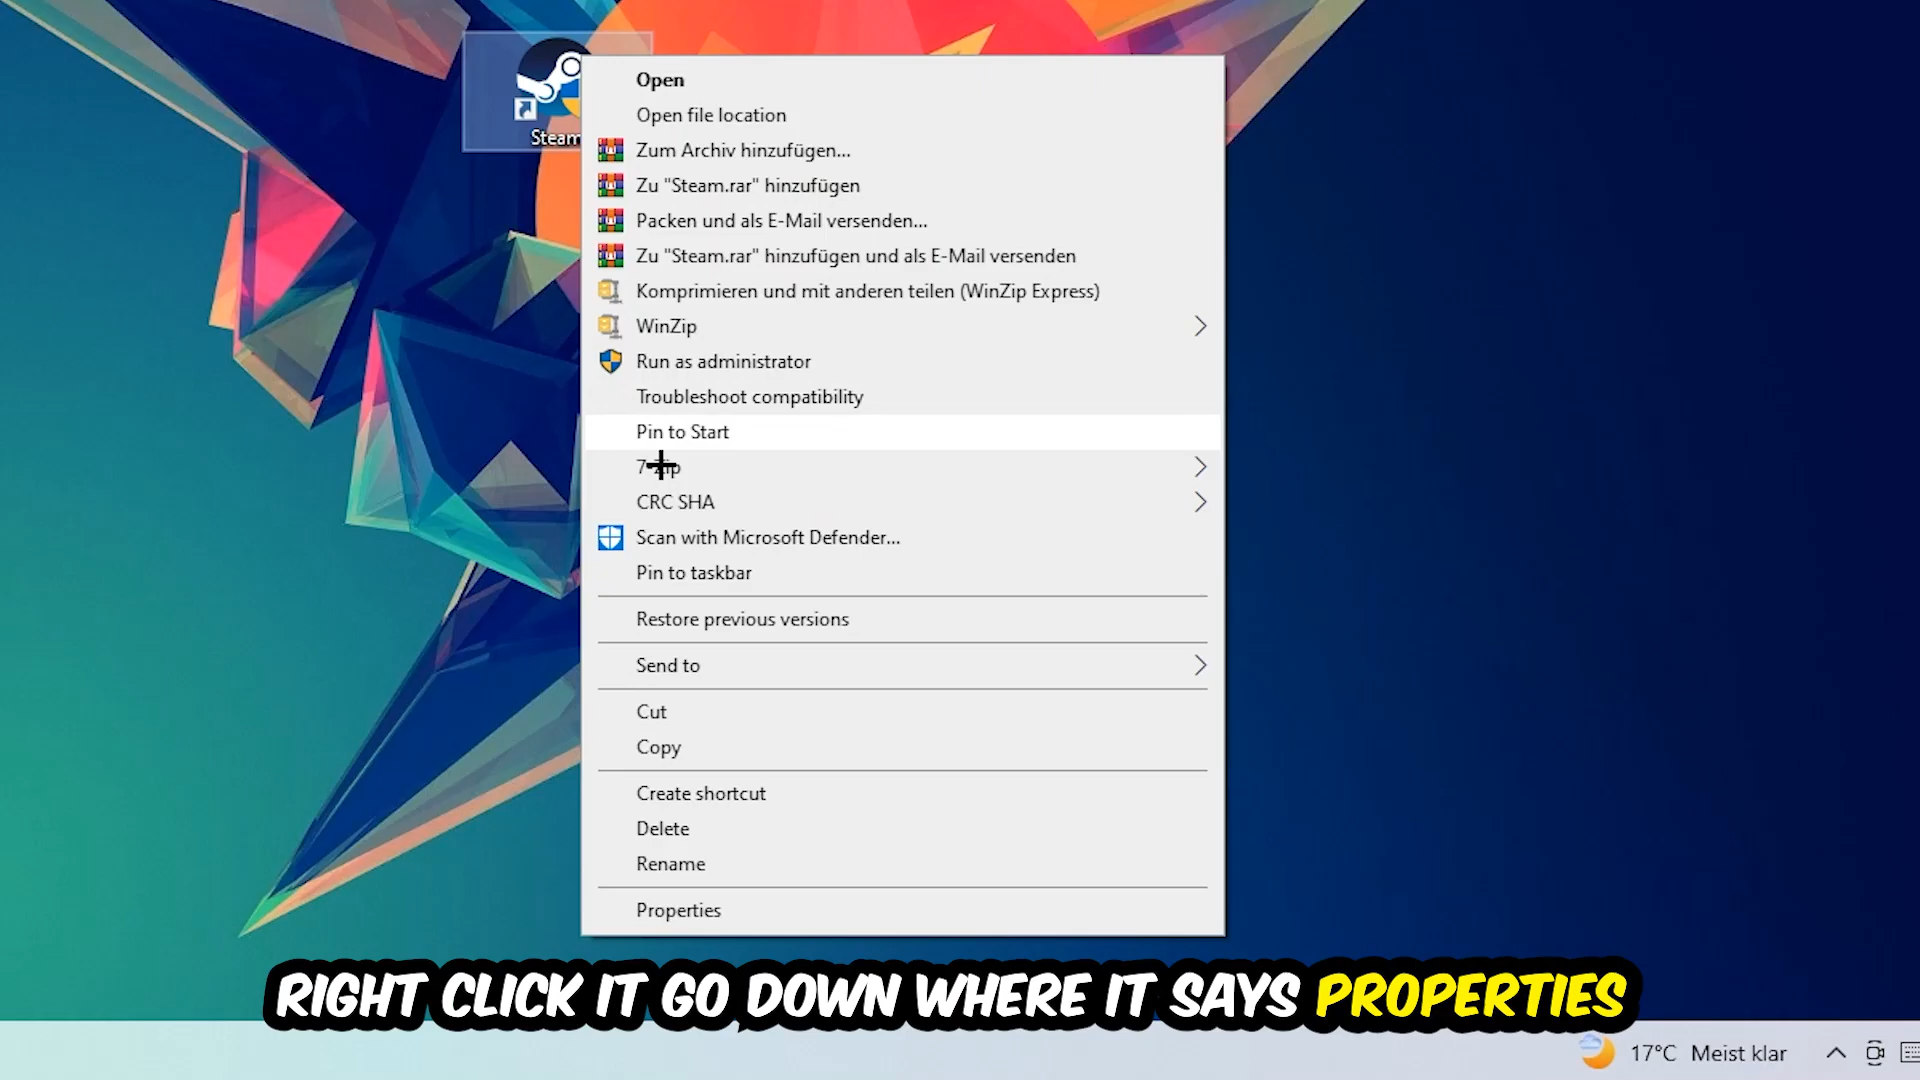 Steam
Open
Open file location
Zum Archiv hinzufügen...
Zu "Steam.rar" hinzufügen
Packen und als E-Mail versenden...
Zu "Steam.rar" hinzufügen und als E-Mail versenden
Komprimieren und mit anderen teilen (WinZip Express)
WinZip
Run as administrator
Troubleshoot compatibility
Pin to Start
7-Zip
CRC SHA
Scan with Microsoft Defender...
Pin to taskbar
Restore previous versions
Send to
Cut
Copy
Create shortcut
Delete
Rename
Properties
RIGHT CLICK IT GO DOWN WHERE IT SAYS PROPERTIES
17°C Meist klar